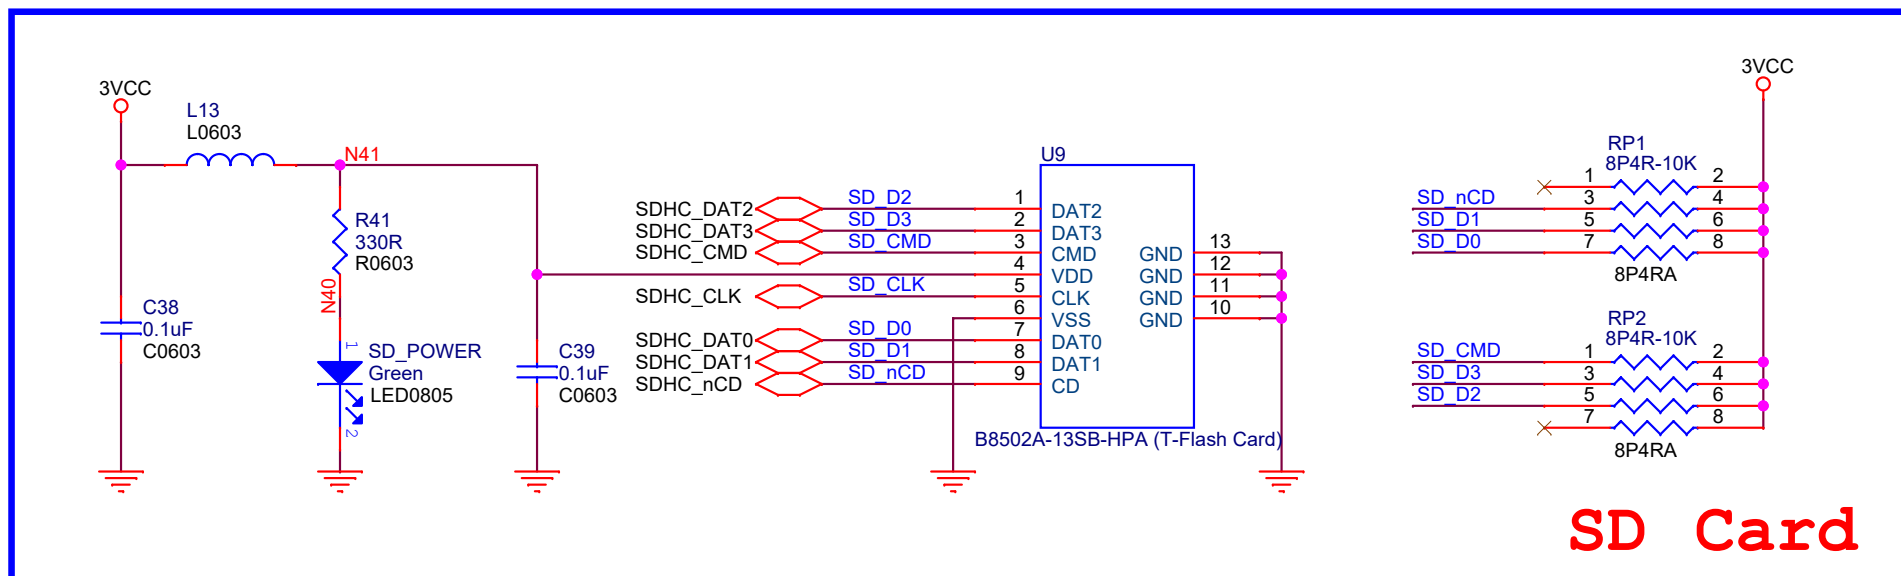 3VCC
L13
L0603
N41
R41
330R
R0603
N40
C38
0.1uF
C0603
1
SD_POWER
Green
LED0805
2
C39
0.1uF
C0603
U9
SDHC_DAT2 SD_D2 1 DAT2
SDHC_DAT3 SD_D3 2 DAT3
SDHC_CMD SD_CMD 3 CMD GND 13
4 VDD GND 12
SDHC_CLK SD_CLK 5 CLK GND 11
6 VSS GND 10
SDHC_DAT0 SD_D0 7 DAT0
SDHC_DAT1 SD_D1 8 DAT1
SDHC_nCD SD_nCD 9 CD
B8502A-13SB-HPA (T-Flash Card)
3VCC
RP1
8P4R-10K
1 2
SD_nCD 3 4
SD_D1 5 6
SD_D0 7 8
8P4RA
RP2
8P4R-10K
SD_CMD 1 2
SD_D3 3 4
SD_D2 5 6
7 8
8P4RA
SD Card